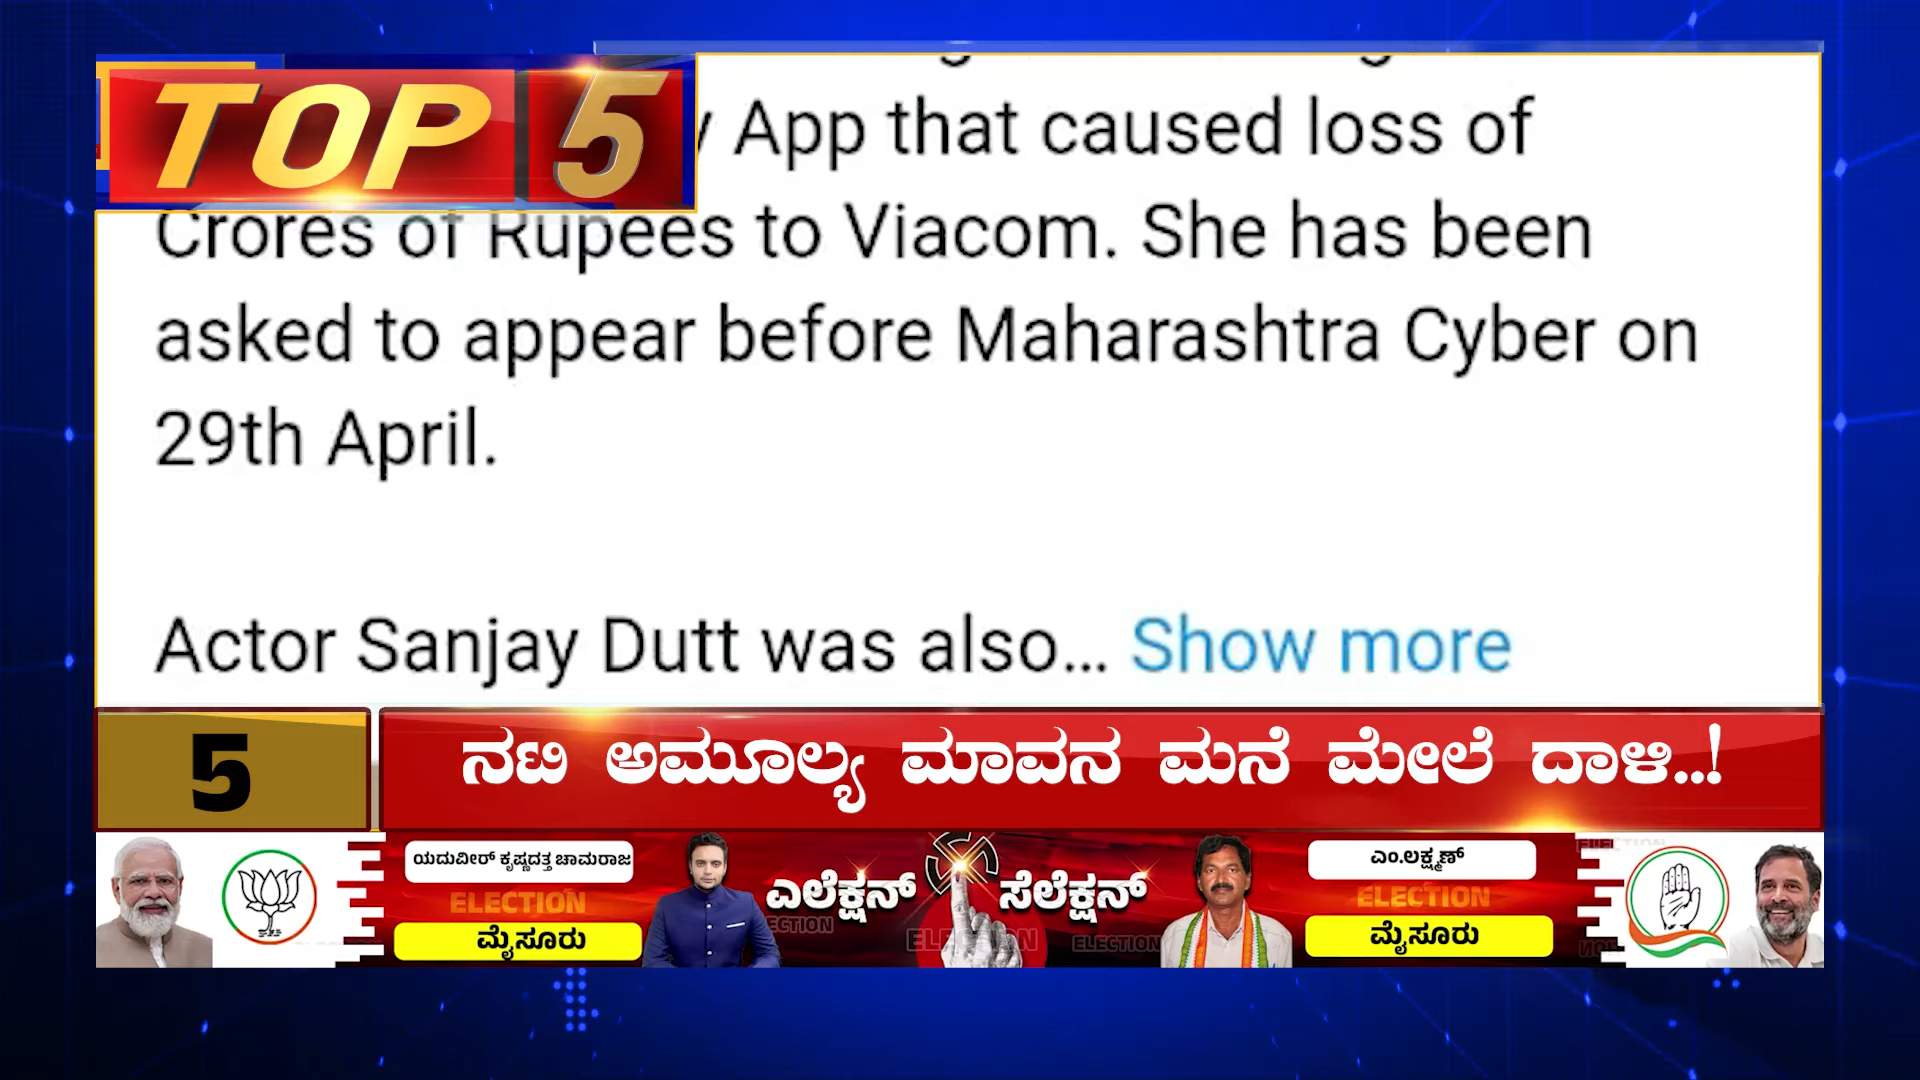 TOP 5
App that caused loss of
Crores of Rupees to Viacom. She has been
asked to appear before Maharashtra Cyber on
29th April.
Actor Sanjay Dutt was also... Show more
5
ನಟಿ ಅಮೂಲ್ಯ ಮಾವನ ಮನೆ ಮೇಲೆ ದಾಳಿ..!
ಯದುವೀರ್ ಕೃಷ್ಣದತ್ತ ಚಾಮರಾಜ
ELECTION
ಮೈಸೂರು
ಎಲೆಕ್ಷನ್ ಸೆಲೆಕ್ಷನ್
ELECTION
ಎಂ.ಲಕ್ಷ್ಮಣ್
ELECTION
ಮೈಸೂರು